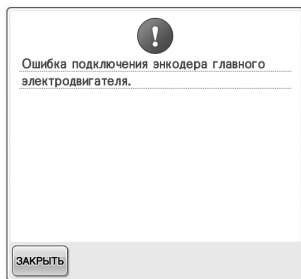 Ошибка подключения энкодера главного
электродвигателя.
ЗАКРЫТЬ